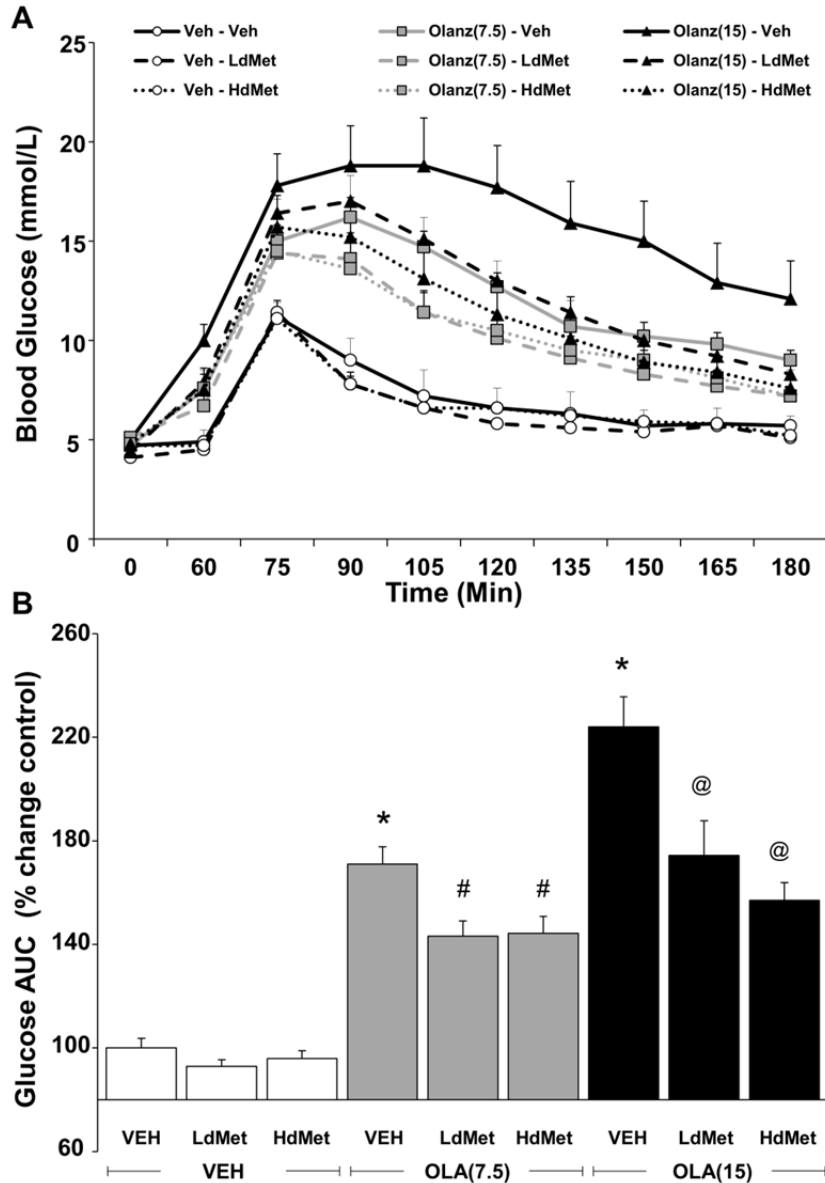 A
Veh - Veh Olanz(7.5) - Veh Olanz(15) - Veh
Veh - LdMet Olanz(7.5) - LdMet Olanz(15) - LdMet
Veh - HdMet Olanz(7.5) - HdMet Olanz(15) - HdMet
Blood Glucose (mmol/L)
25
20
15
10
5
0
0 60 75 90 105 120 135 150 165 180
Time (Min)
B
Glucose AUC (% change control)
260
220
180
140
100
60
* # # * @ @
VEH LdMet HdMet VEH LdMet HdMet VEH LdMet HdMet
VEH OLA(7.5) OLA(15)